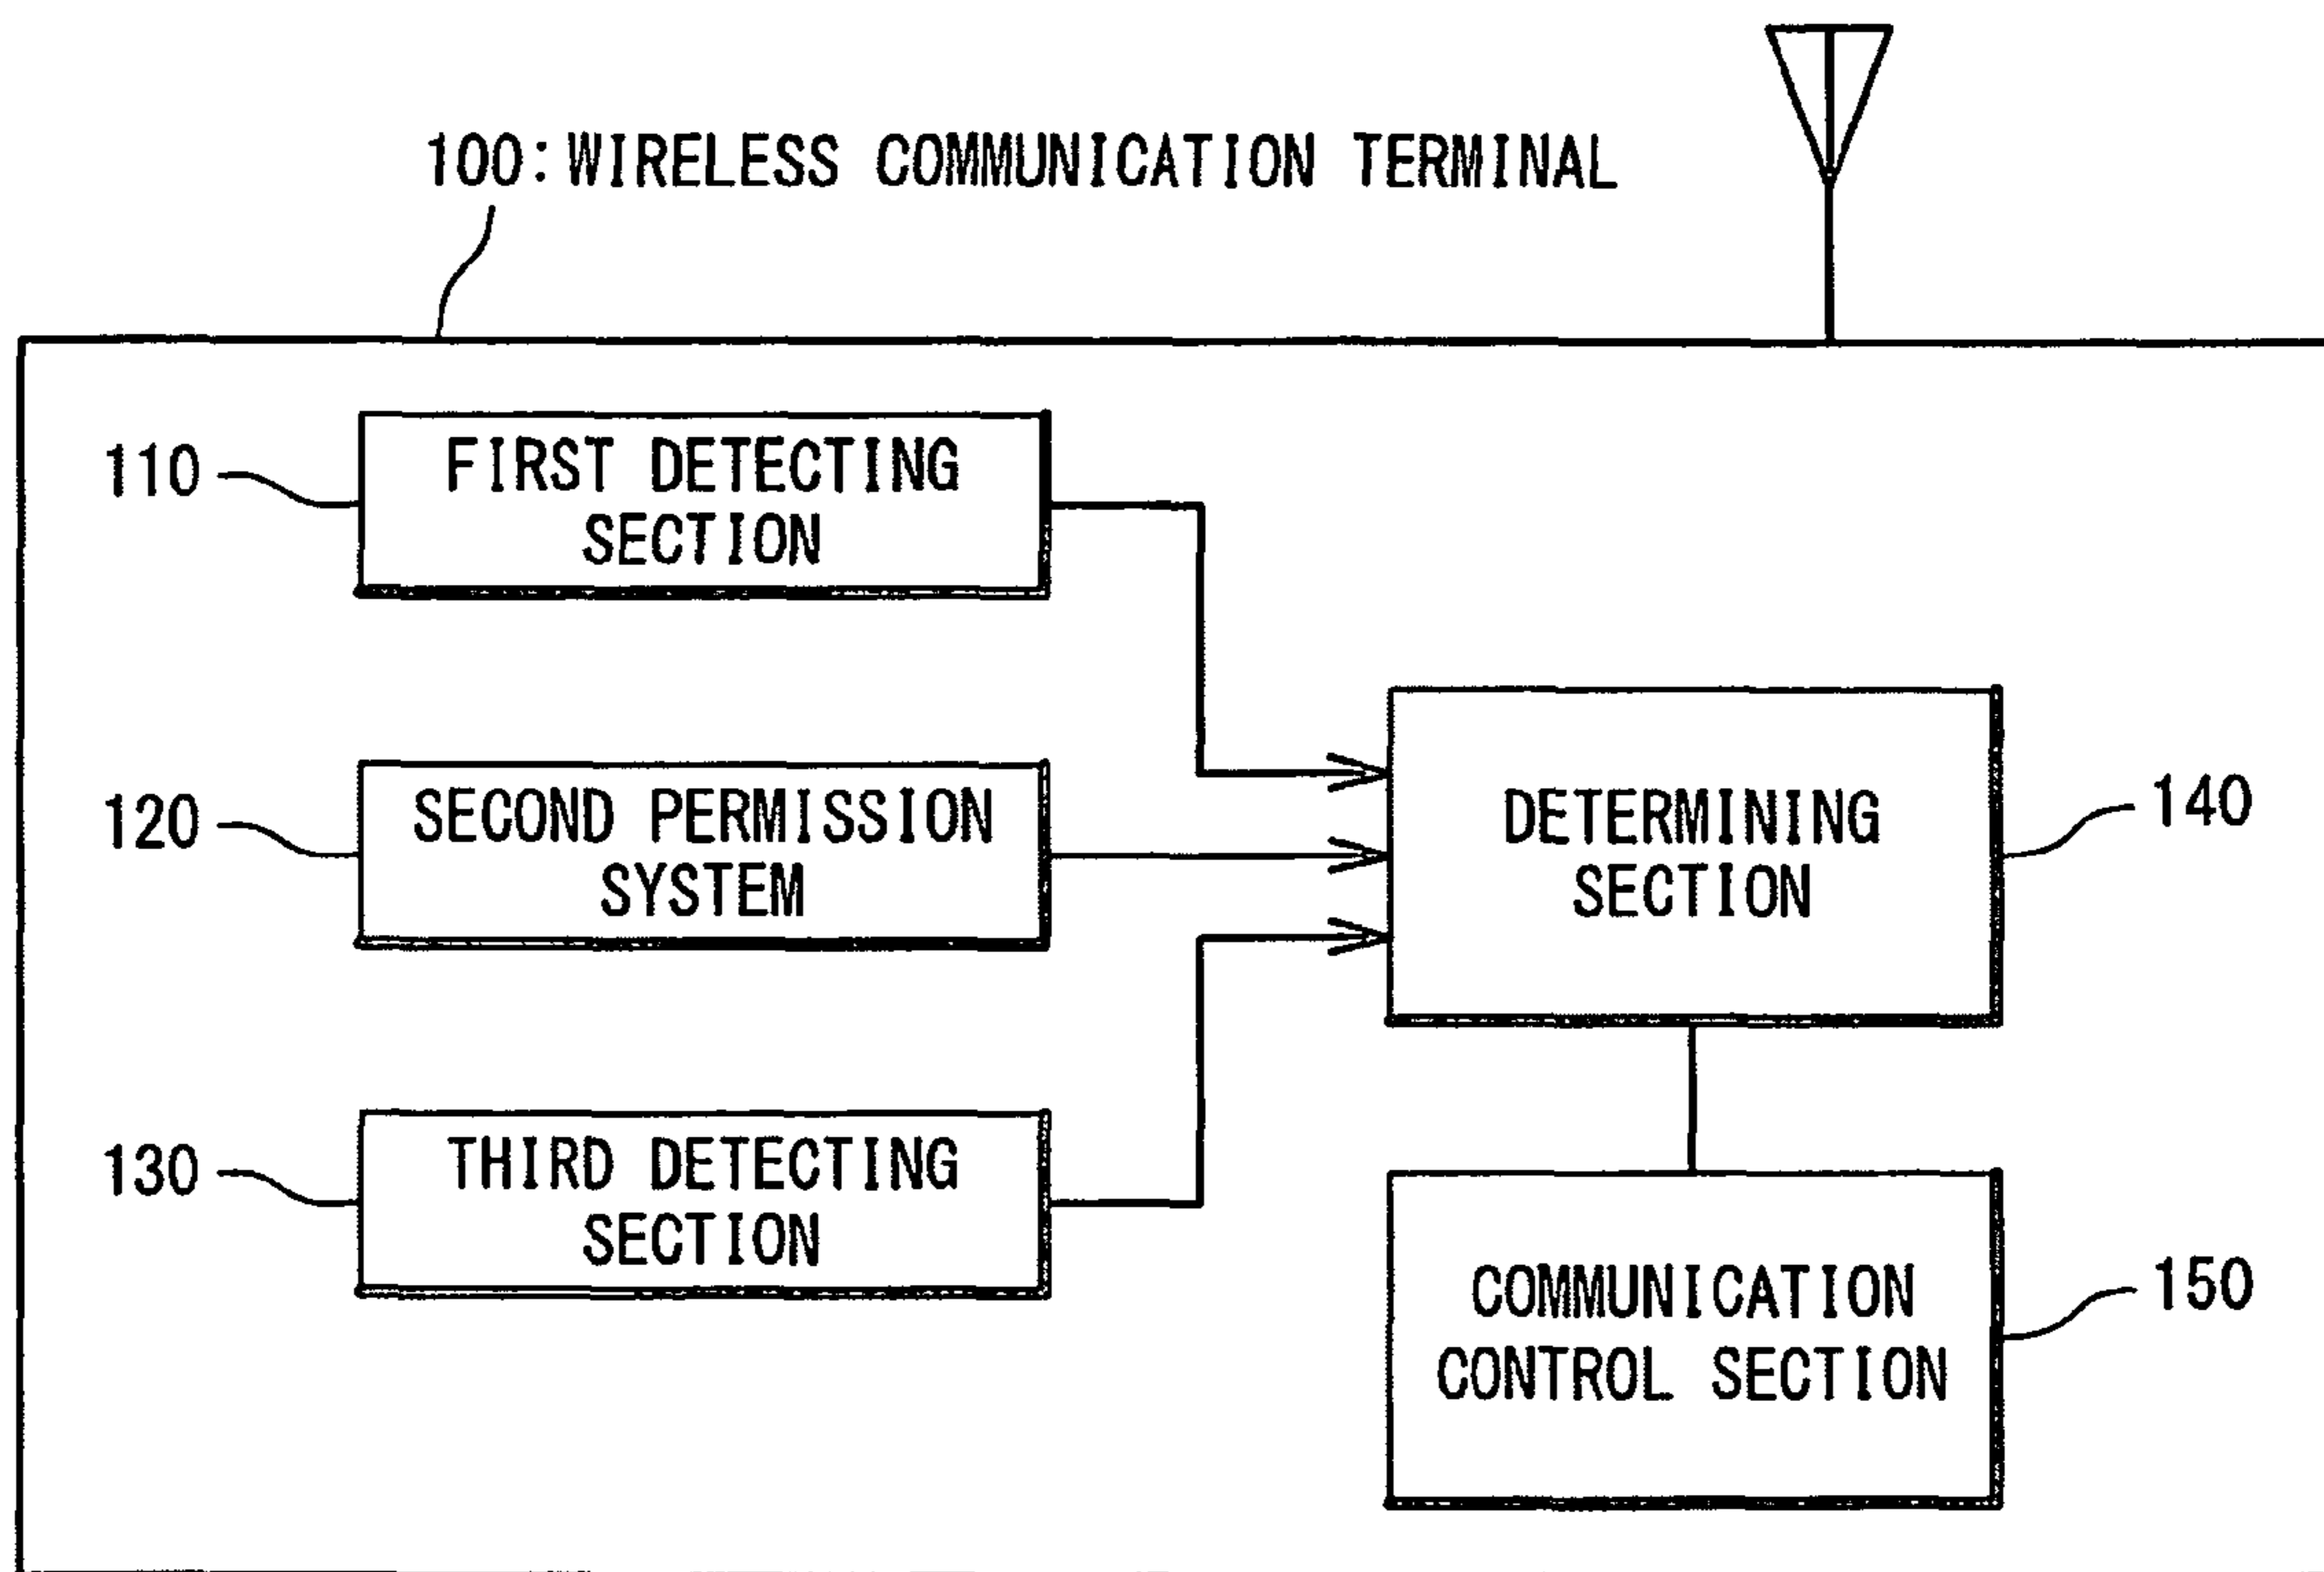 100:WIRELESS COMMUNICATION TERMINAL
110
FIRST DETECTING
SECTION
120
SECOND PERMISSION
SYSTEM
130
THIRD DETECTING
SECTION
DETERMINING
SECTION
140
COMMUNICATION
CONTROL SECTION
150